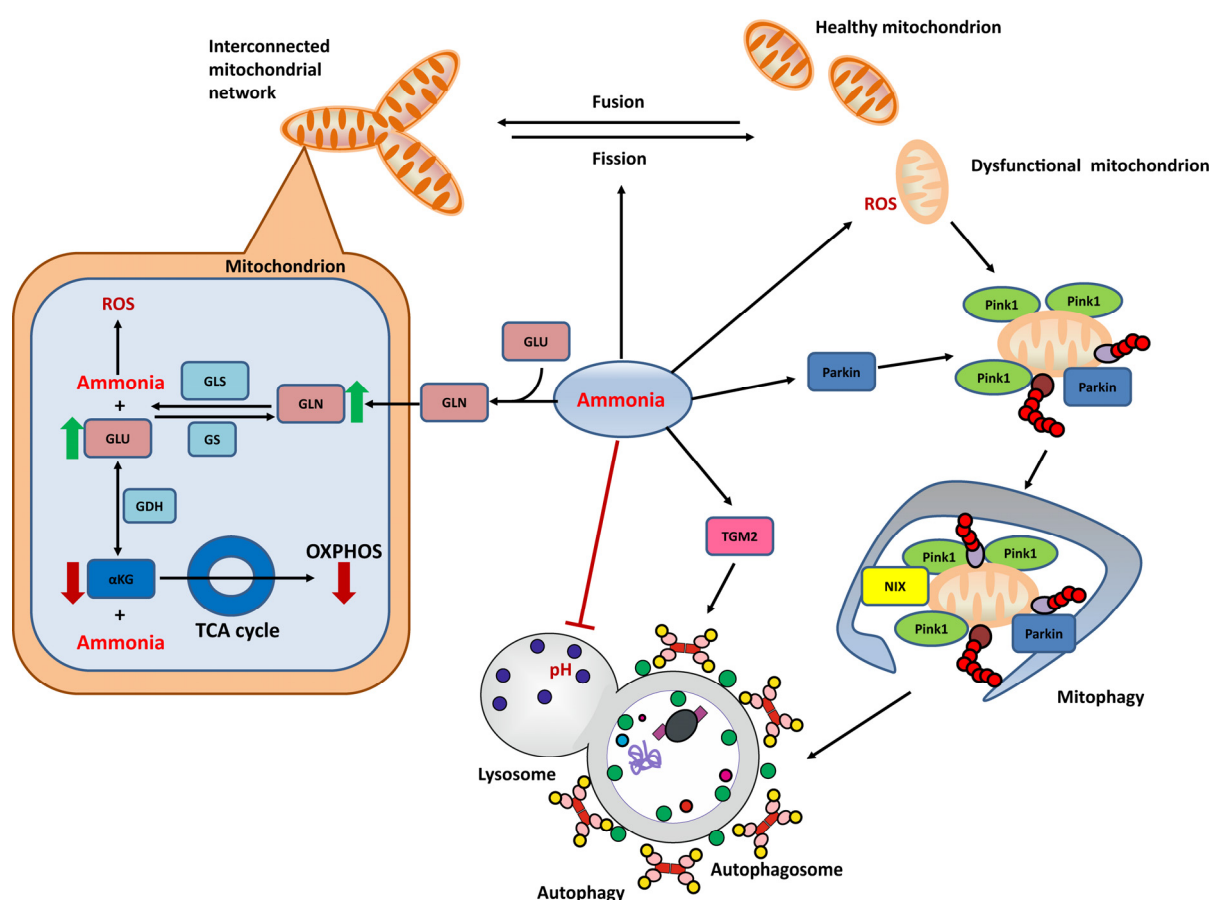 Healthy mitochondrion
Interconnected
mitochondrial
network
Fusion
Fission
Dysfunctional mitochondrion
ROS
Mitochondrion
ROS
Pink1
Pink1
GLU
Parkin
Pink1
Parkin
Ammonia
GLS
GLN
GLN
Ammonia
+
GLU
GS
GDH
TGM2
OXPHOS
αKG
TCA cycle
+
Ammonia
Pink1
Pink1
NIX
Pink1
Parkin
Mitophagy
pH
Lysosome
Autophagosome
Autophagy